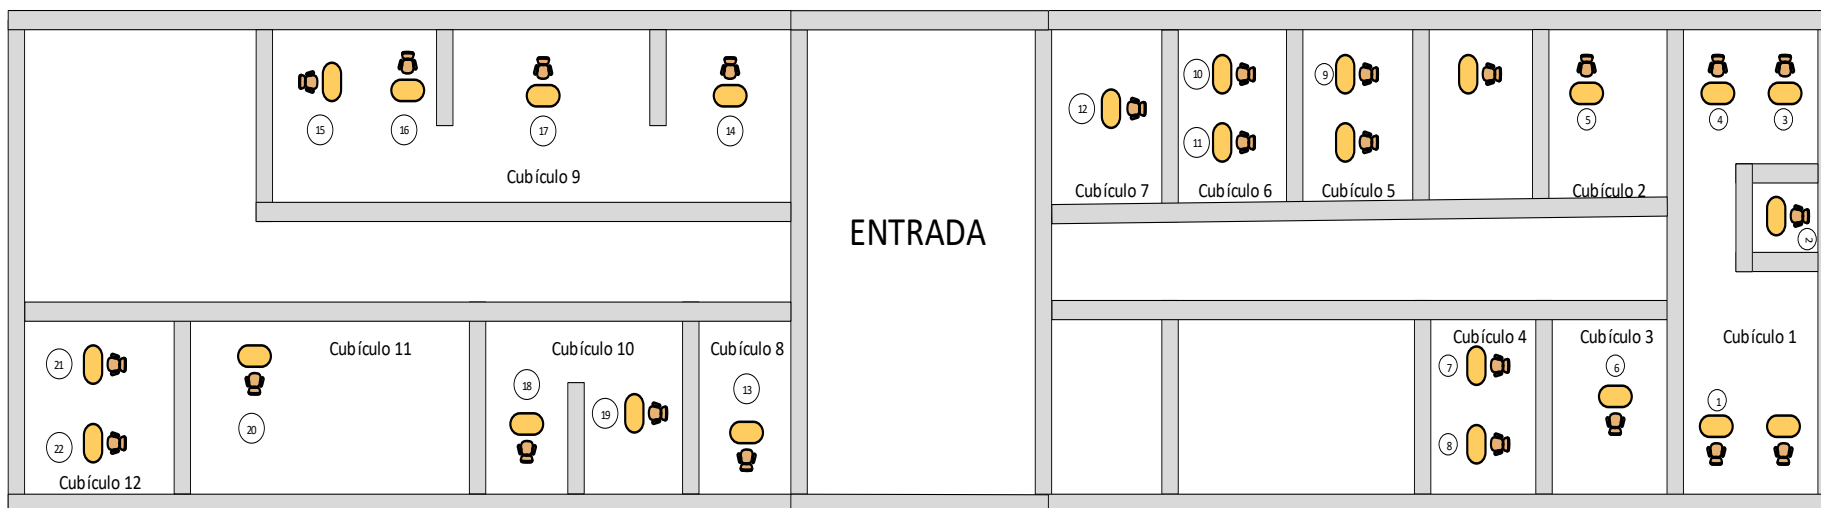 15
16
17
14
Cubículo 9
ENTRADA
12
10
11
9
5
4
3
2
Cubículo 7
Cubículo 6
Cubículo 5
Cubículo 2
21
22
Cubículo 12
20
Cubículo 11
18
Cubículo 10
19
Cubículo 8
13
Cubículo 4
7
8
Cubículo 3
6
Cubículo 1
1